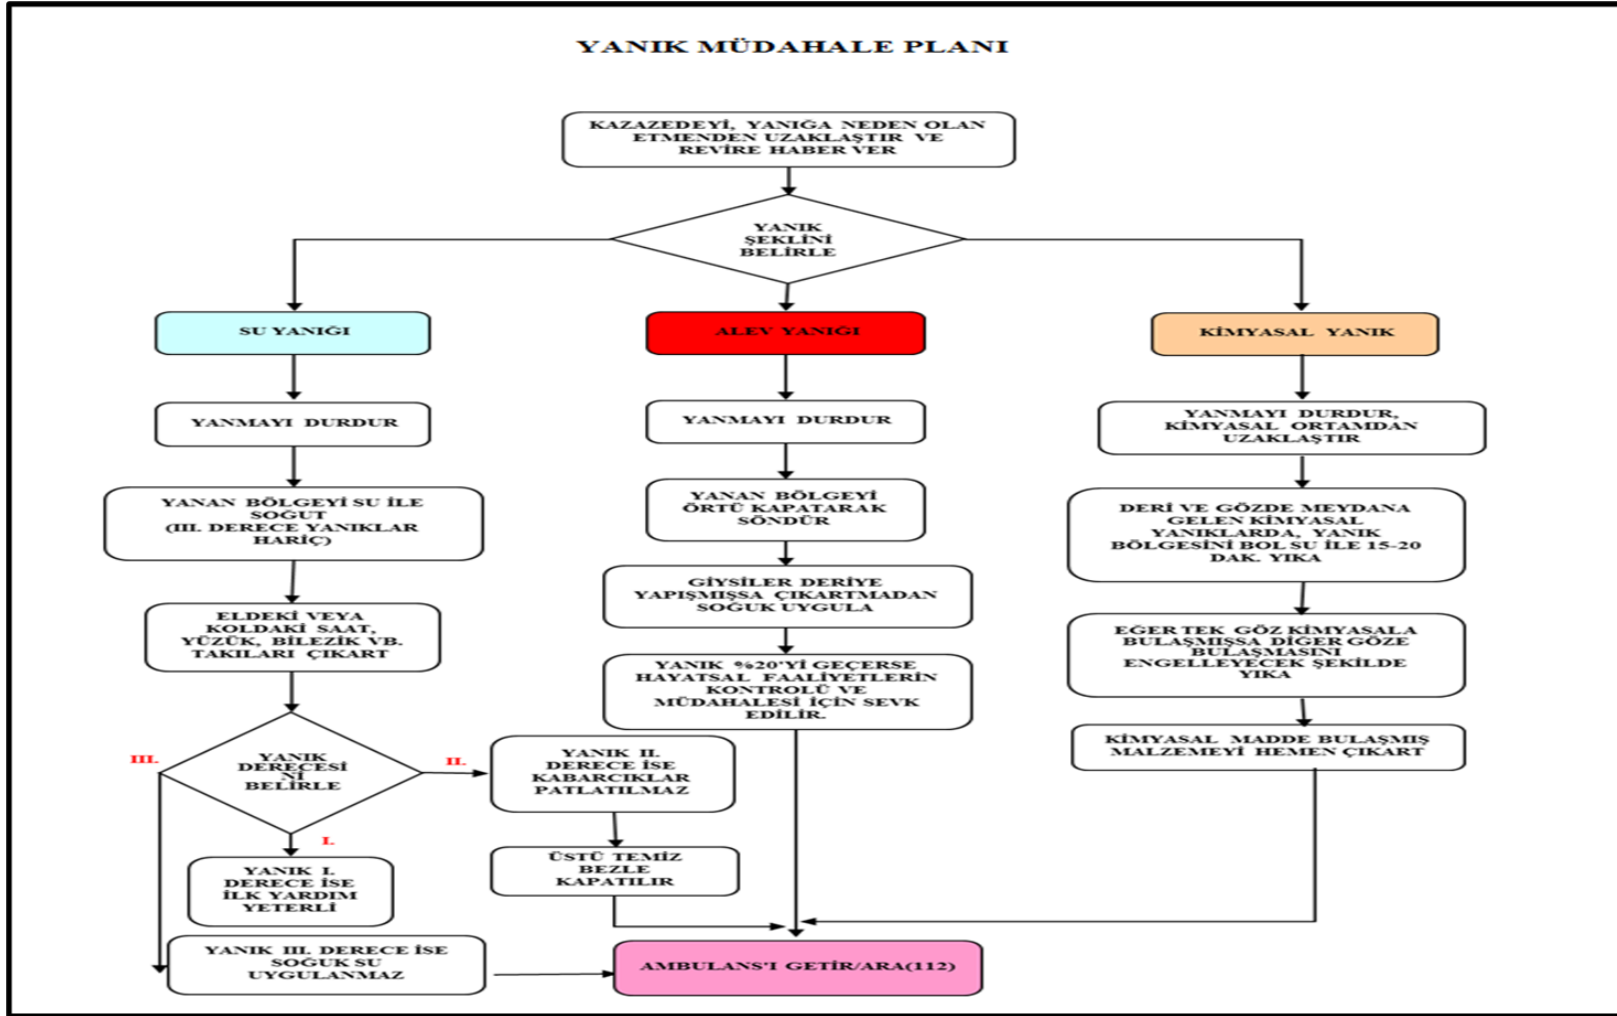 YANIK MÜDAHALE PLANI
KAZAZEDEYİ, YANIĞA NEDEN OLAN
ETMENDEN UZAKLAŞTIR VE
REVİRE HABER VER
YANIK
ŞEKLİNİ
BELİRLE
SU YANIĞI
YANMAYI DURDUR
YANAN BÖLGEYİ SU İLE
SOĞUT
(III. DERECE YANIKLAR
HARİÇ)
ELDEKİ VEYA
KOLDAKİ SAAT,
YÜZÜK, BİLEZİK VB.
TAKILARI ÇIKART
YANIK
DERECESİ
Nİ
BELİRLE
III.
II.
I.
YANIK I.
DERECE İSE
İLK YARDIM
YETERLİ
YANIK II.
DERECE İSE
KABARCIKLAR
PATLATILMAZ
ÜSTÜ TEMİZ
BEZLE
KAPATILIR
YANIK III. DERECE İSE
SOĞUK SU
UYGULANMAZ
ALEV YANIĞI
YANMAYI DURDUR
YANAN BÖLGEYİ
ÖRTÜ KAPATARAK
SÖNDÜR
GİYSİLER DERİYE
YAPIŞMIŞSA ÇIKARTMADAN
SOĞUK UYGULA
YANIK %20'Yİ GEÇERSE
HAYATSAL FAALİYETLERİN
KONTROLÜ VE
MÜDAHALESİ İÇİN SEVK
EDİLİR.
KİMYASAL YANIK
YANMAYI DURDUR,
KİMYASAL ORTAMDAN
UZAKLAŞTIR
DERİ VE GÖZDE MEYDANA
GELEN KİMYASAL
YANIKLARDA, YANIK
BÖLGESİNİ BOL SU İLE 15-20
DAK. YIKA
EĞER TEK GÖZ KİMYASALA
BULAŞMIŞSA DİĞER GÖZE
BULAŞMASINI
ENGELLEYECEK ŞEKİLDE
YIKA
KİMYASAL MADDE BULAŞMIŞ
MALZEMEYİ HEMEN ÇIKART
AMBULANS'I GETİR/ARA(112)